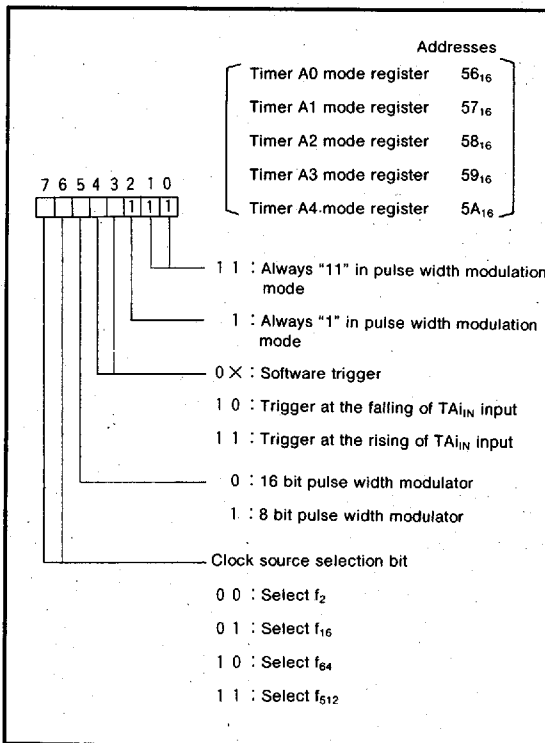 Addresses
Timer A0 mode register 56₁₆
Timer A1 mode register 57₁₆
Timer A2 mode register 58₁₆
Timer A3 mode register 59₁₆
Timer A4 mode register 5A₁₆
7 6 5 4 3 2 1 0
1 1 1
1 1 : Always "11" in pulse width modulation
mode
1 : Always "1" in pulse width modulation
mode
0 X : Software trigger
1 0 : Trigger at the falling of TAiIN input
1 1 : Trigger at the rising of TAiIN input
0 : 16 bit pulse width modulator
1 : 8 bit pulse width modulator
Clock source selection bit
0 0 : Select f₂
0 1 : Select f₁₆
1 0 : Select f₆₄
1 1 : Select f₅₁₂